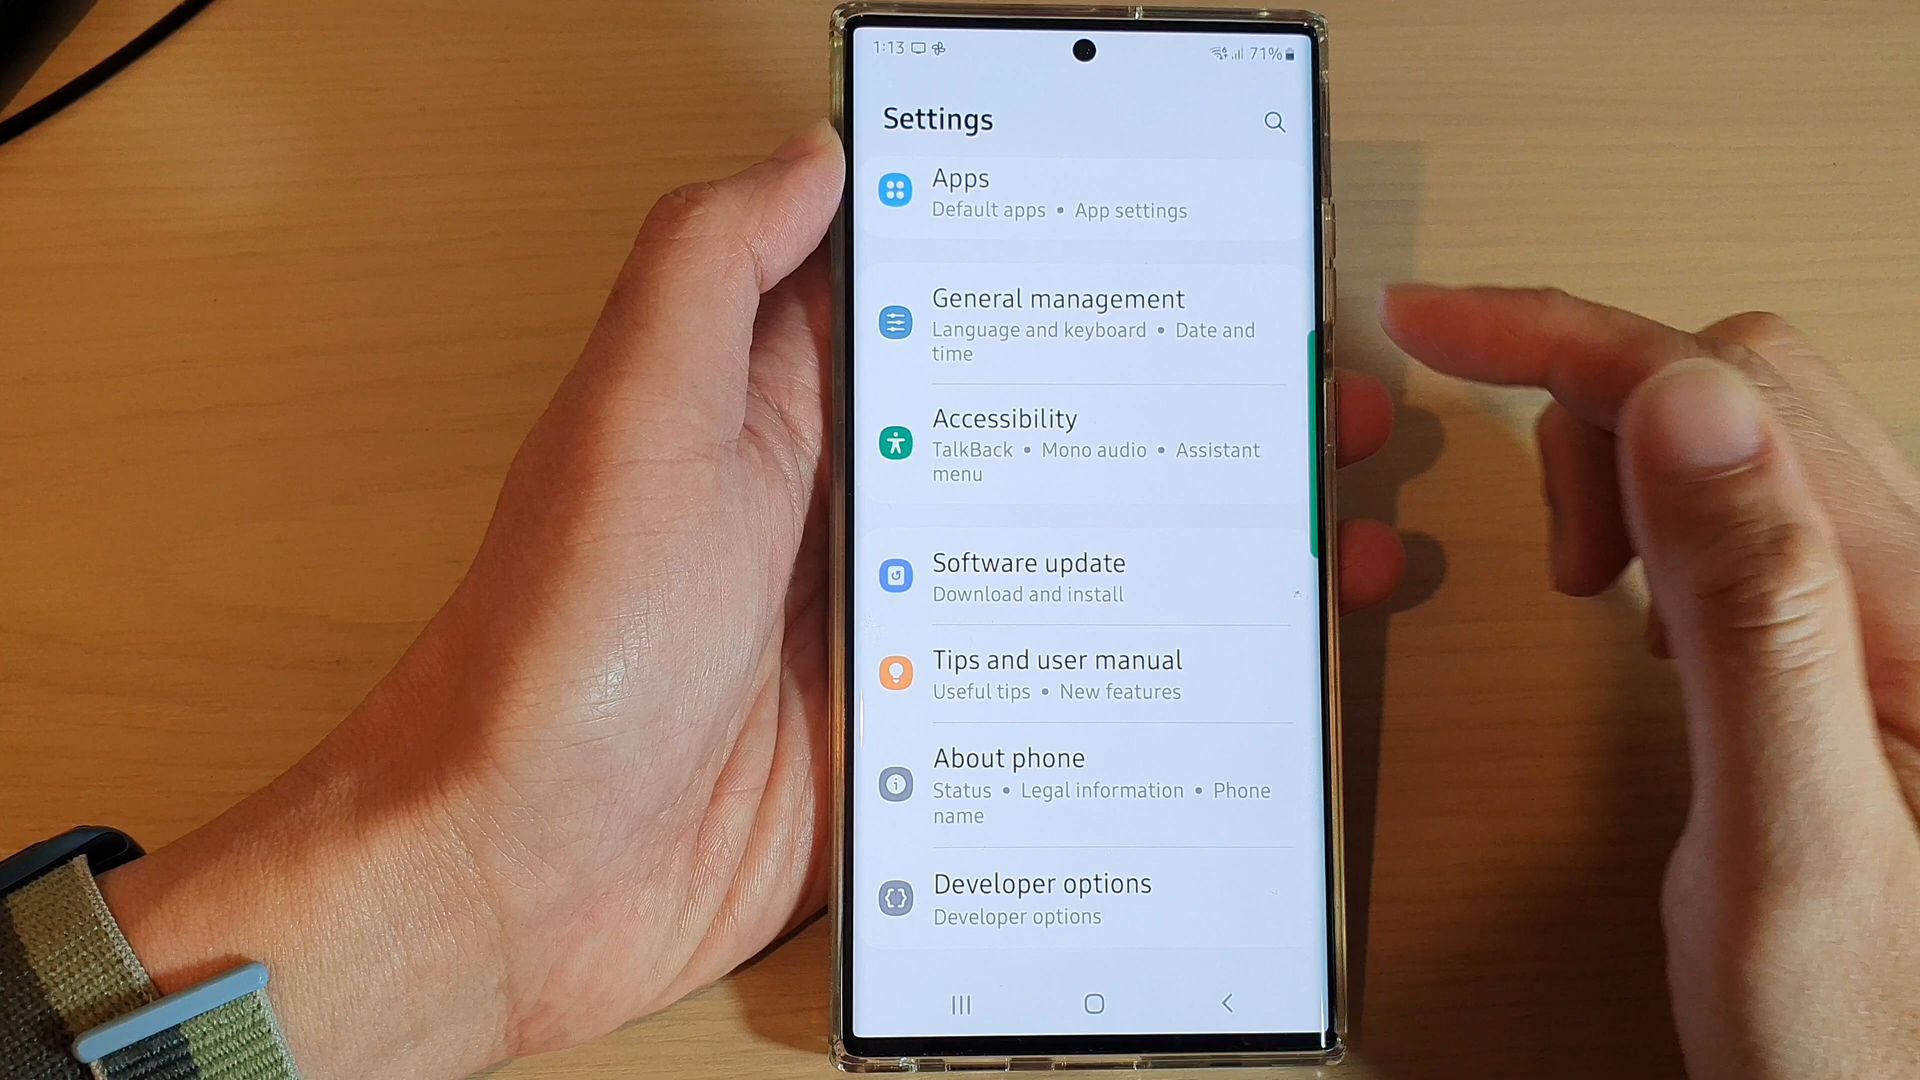 1:13
71%
Settings
Apps
Default apps • App settings
General management
Language and keyboard • Date and
time
Accessibility
TalkBack • Mono audio • Assistant
menu
Software update
Download and install
Tips and user manual
Useful tips • New features
About phone
Status • Legal information • Phone
name
Developer options
Developer options